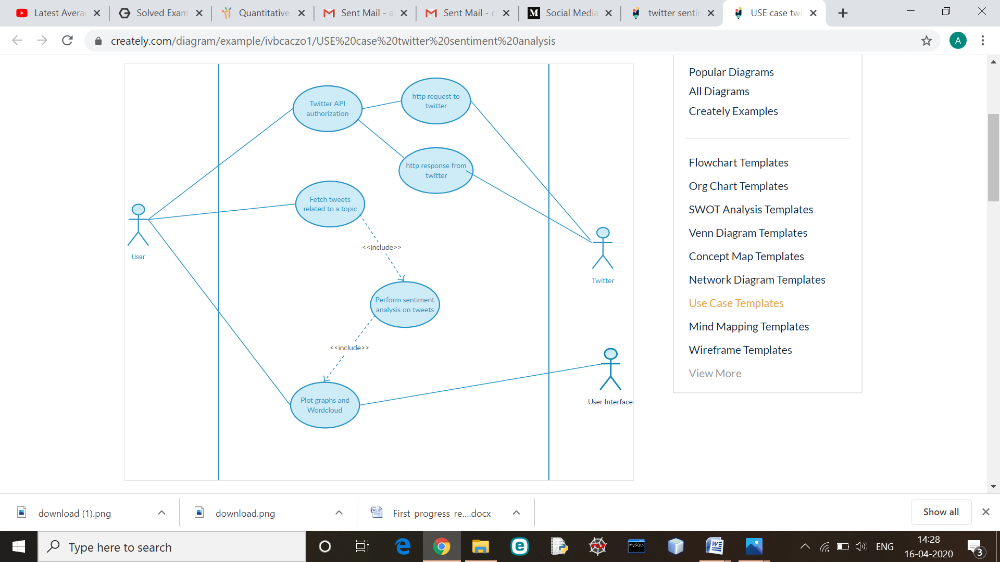 Latest Avera
Solved Exam
Quantitative
Sent Mail - a
Sent Mail - c
Social Media
twitter sentin
USE case twi
creately.com/diagram/example/ivbcaczo1/USE%20case%20twitter%20sentiment%20analysis
A
Twitter API
authorization
http request to
twitter
http response from
twitter
Fetch tweets
related to a topic
<<include>>
User
Twitter
Perform sentiment
analysis on tweets
<<include>>
Plot graphs and
Wordcloud
User Interface
Popular Diagrams
All Diagrams
Creately Examples
Flowchart Templates
Org Chart Templates
SWOT Analysis Templates
Venn Diagram Templates
Concept Map Templates
Network Diagram Templates
Use Case Templates
Mind Mapping Templates
Wireframe Templates
View More
download (1).png
download.png
First_progress_re....docx
Show all
Type here to search
MySQL
ENG
14:28
16-04-2020
3